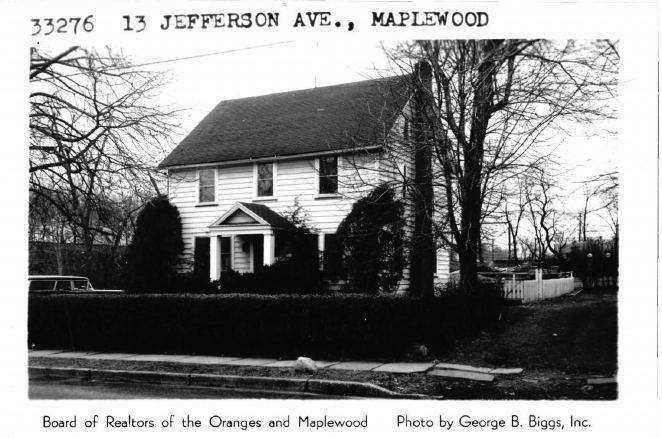 33276 13 JEFFERSON AVE., MAPLEWOOD
Board of Realtors of the Oranges and Maplewood Photo by George B. Biggs, Inc.